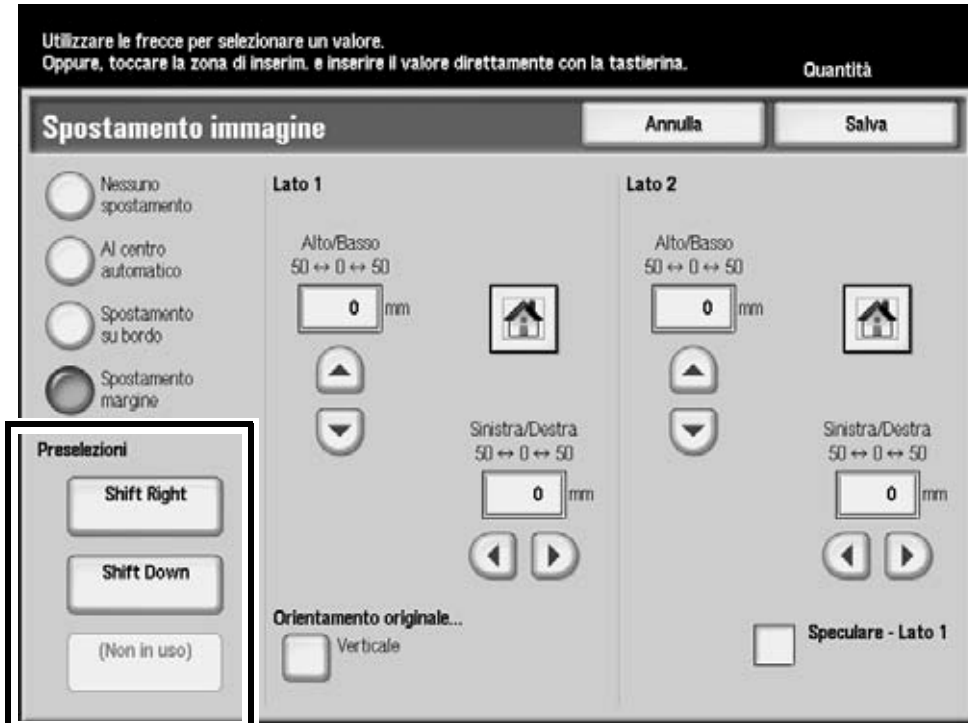 Utilizzare le frecce per selezionare un valore.
Oppure, toccare la zona di inserim. e inserire il valore direttamente con la tastierina.
Quantità
Spostamento immagine
Annulla
Salva
Nessuno
spostamento
Al centro
automatico
Spostamento
su bordo
Spostamento
margine
Preselezioni
Shift Right
Shift Down
(Non in uso)
Lato 1
Alto/Basso
50 ↔ 0 ↔ 50
0 mm
Sinistra/Destra
50 ↔ 0 ↔ 50
0 mm
Orientamento originale...
Verticale
Lato 2
Alto/Basso
50 ↔ 0 ↔ 50
0 mm
Sinistra/Destra
50 ↔ 0 ↔ 50
0 mm
Speculare - Lato 1